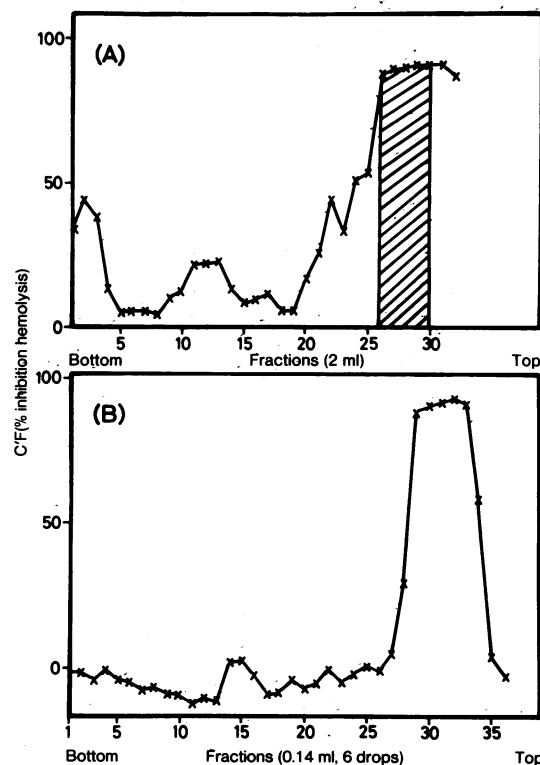 C'F(% inhibition hemolysis)
(A)
100
50
0
5 10 15 20 25 30
Bottom Fractions (2 ml) Top
(B)
100
50
0
1 5 10 15 20 25 30 35
Bottom Fractions (0.14 ml, 6 drops) Top